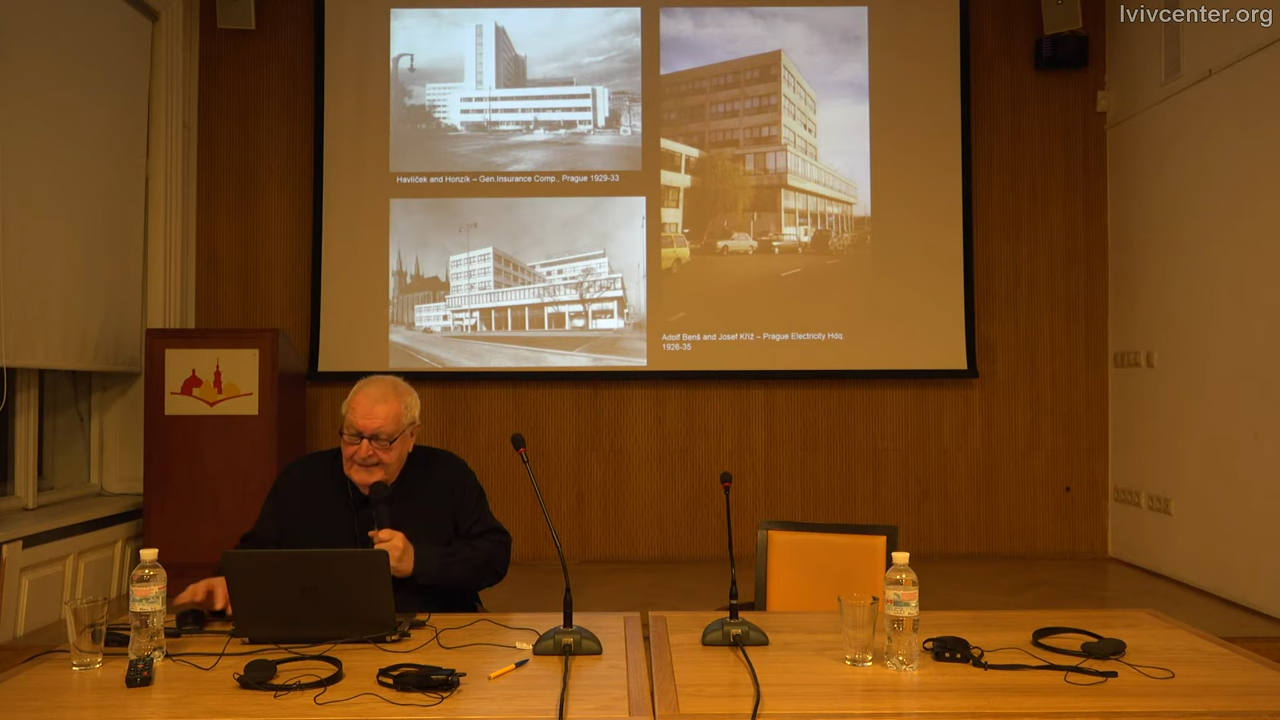 lvivcenter.org
Havlíček and Honzík – Gen.Insurance Comp., Prague 1929-33
Adolf Benš and Josef Kříž – Prague Electricity Hdq.
1926-35